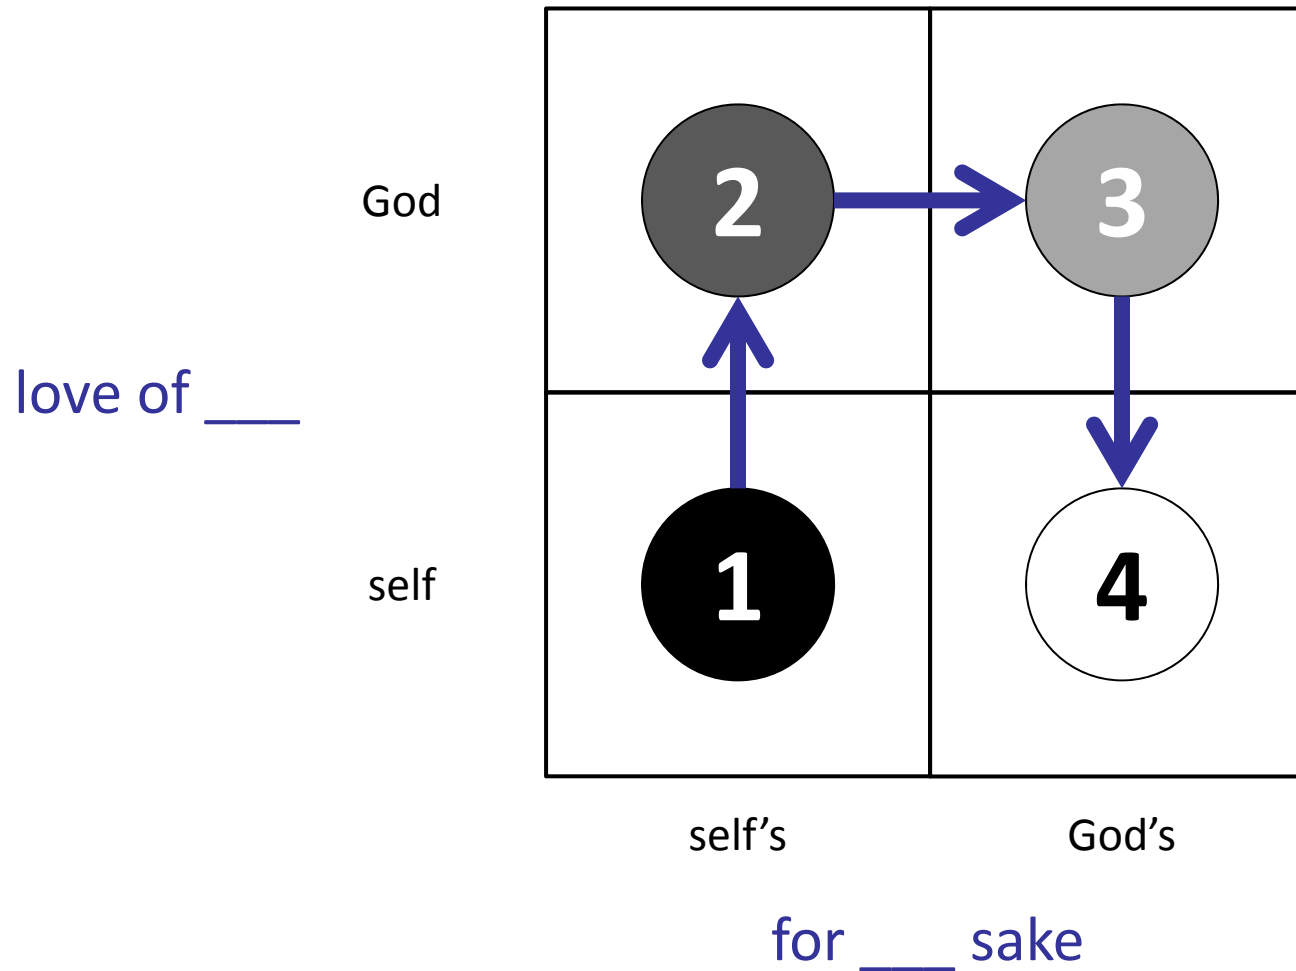 God
2
3
love of ___
self
1
4
self’s
God’s
for ___ sake